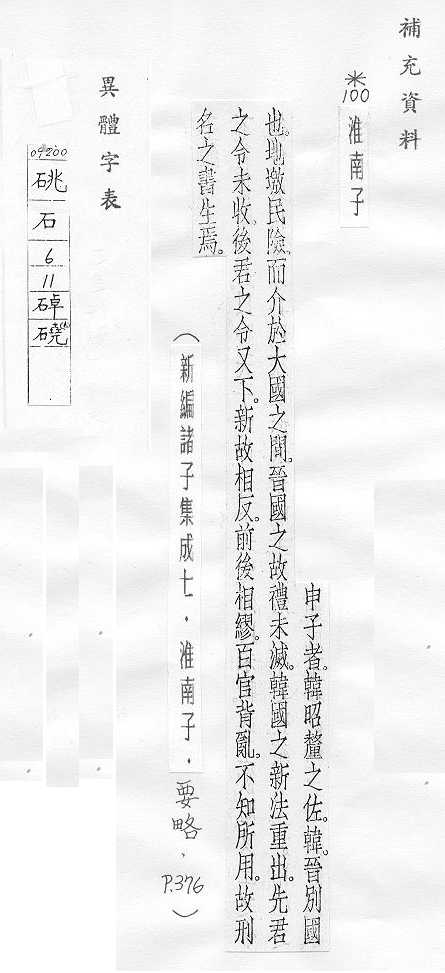 補充資料
*100 淮南子
申子者。韓昭釐之佐。韓。晉別國
也。地墽民險。而介於大國之間。晉國之故禮未滅。韓國之新法重出。先君
之令未收。後君之令又下。新故相反。前後相繆。百官背亂。不知所用。故刑
名之書生焉。
(新編諸子集成七.淮南子.要略、P.376)
異體字表
04200
硗
石
6
11
磽